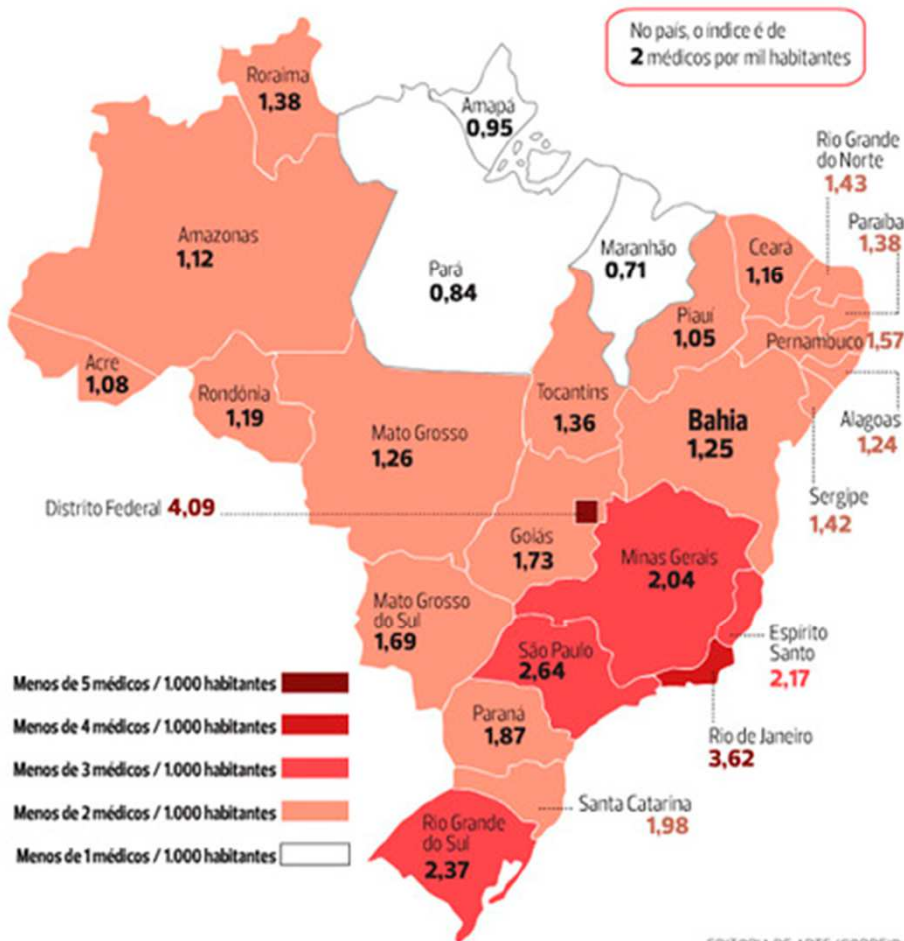 No país, o índice é de
2 médicos por mil habitantes
Roraima
1,38
Amapá
0,95
Rio Grande
do Norte
1,43
Paraíba
1,38
Amazonas
1,12
Pará
0,84
Maranhão
0,71
Ceará
1,16
Piauí
1,05
Pernambuco 1,57
Acre
1,08
Rondônia
1,19
Mato Grosso
1,26
Tocantins
1,36
Bahia
1,25
Alagoas
1,24
Sergipe
1,42
Distrito Federal 4,09
Goiás
1,73
Minas Gerais
2,04
Mato Grosso
do Sul
1,69
São Paulo
2,64
Espírito
Santo
2,17
Rio de Janeiro
3,62
Paraná
1,87
Santa Catarina
1,98
Rio Grande
do Sul
2,37
Menos de 5 médicos / 1.000 habitantes
Menos de 4 médicos / 1.000 habitantes
Menos de 3 médicos / 1.000 habitantes
Menos de 2 médicos / 1.000 habitantes
Menos de 1 médicos / 1.000 habitantes